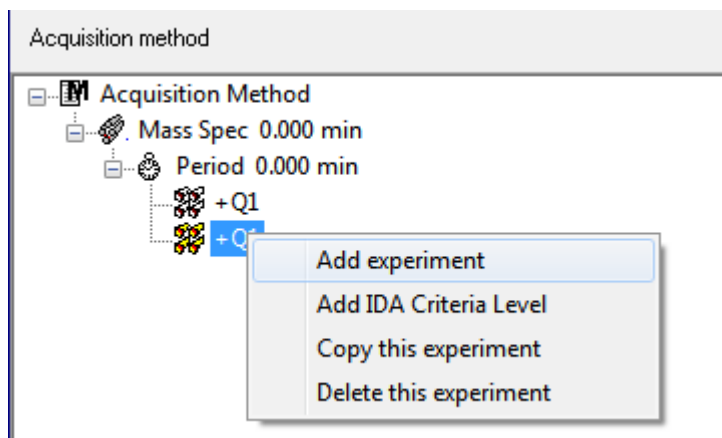 Acquisition method
Acquisition Method
Mass Spec 0.000 min
Period 0.000 min
+Q1
+Q1
Add experiment
Add IDA Criteria Level
Copy this experiment
Delete this experiment